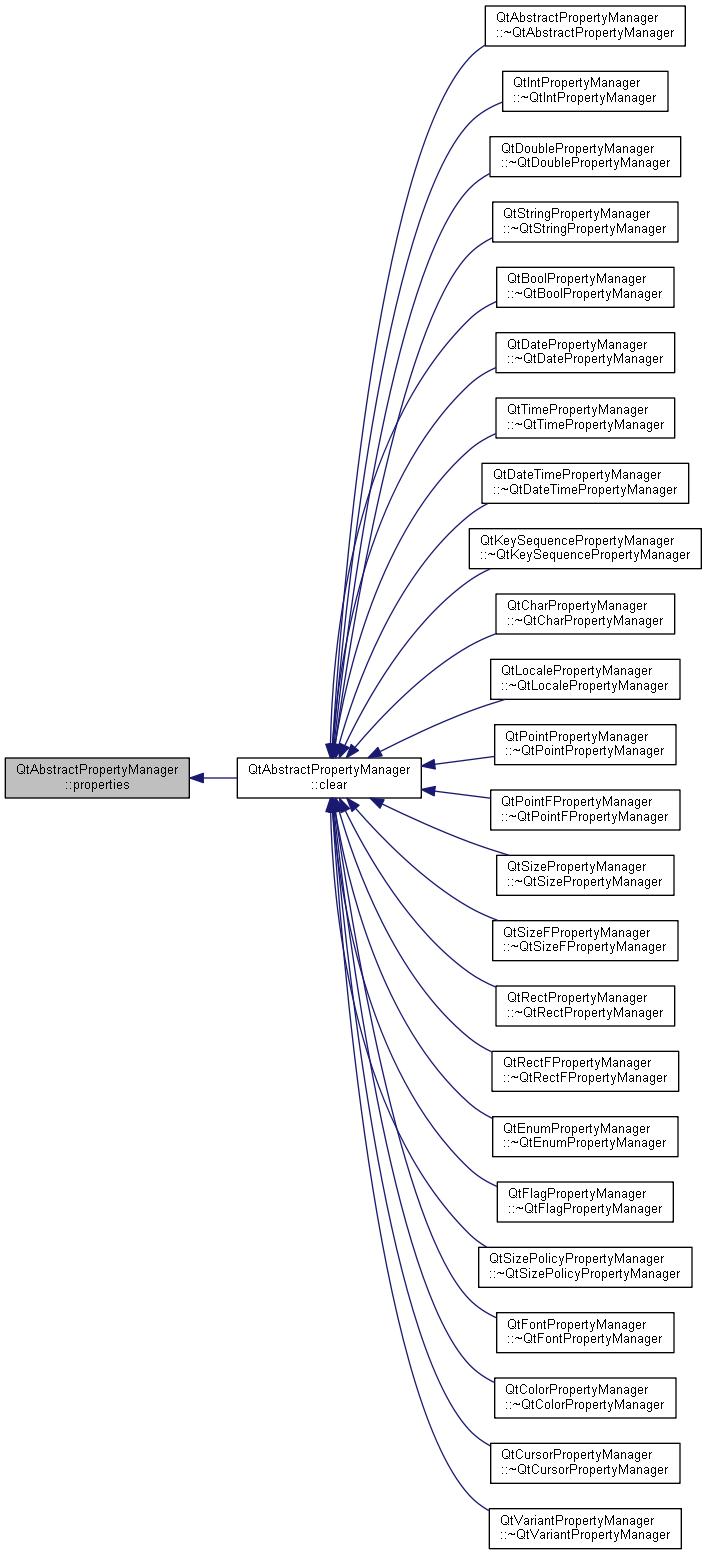 QtAbstractPropertyManager
::~QtAbstractPropertyManager
QtIntPropertyManager
::~QtIntPropertyManager
QtDoublePropertyManager
::~QtDoublePropertyManager
QtStringPropertyManager
::~QtStringPropertyManager
QtBoolPropertyManager
::~QtBoolPropertyManager
QtDatePropertyManager
::~QtDatePropertyManager
QtTimePropertyManager
::~QtTimePropertyManager
QtDateTimePropertyManager
::~QtDateTimePropertyManager
QtKeySequencePropertyManager
::~QtKeySequencePropertyManager
QtCharPropertyManager
::~QtCharPropertyManager
QtLocalePropertyManager
::~QtLocalePropertyManager
QtPointPropertyManager
::~QtPointPropertyManager
QtAbstractPropertyManager
::properties
QtAbstractPropertyManager
::clear
QtPointFPropertyManager
::~QtPointFPropertyManager
QtSizePropertyManager
::~QtSizePropertyManager
QtSizeFPropertyManager
::~QtSizeFPropertyManager
QtRectPropertyManager
::~QtRectPropertyManager
QtRectFPropertyManager
::~QtRectFPropertyManager
QtEnumPropertyManager
::~QtEnumPropertyManager
QtFlagPropertyManager
::~QtFlagPropertyManager
QtSizePolicyPropertyManager
::~QtSizePolicyPropertyManager
QtFontPropertyManager
::~QtFontPropertyManager
QtColorPropertyManager
::~QtColorPropertyManager
QtCursorPropertyManager
::~QtCursorPropertyManager
QtVariantPropertyManager
::~QtVariantPropertyManager